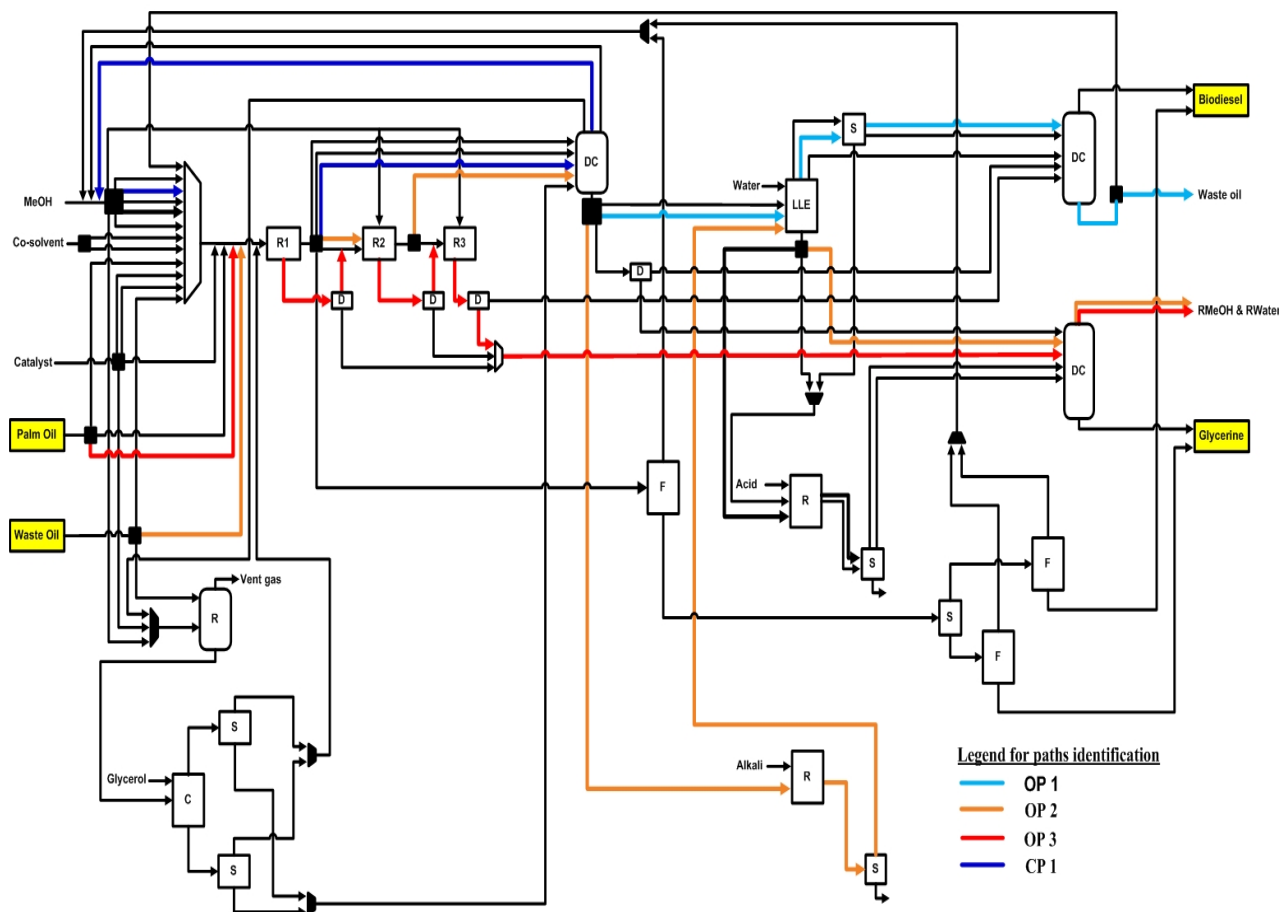 Biodiesel
S
DC
DC
Water
LLE
Waste oil
MeOH
Co-solvent
R1
R2
R3
D
D
D
D
RMeOH & RWater
Catalyst
DC
Palm Oil
Glycerine
F
Acid
R
Waste Oil
S
F
Vent gas
R
S
F
S
Legend for paths identification
Glycerol
C
Alkali
R
OP 1
OP 2
OP 3
CP 1
S
S